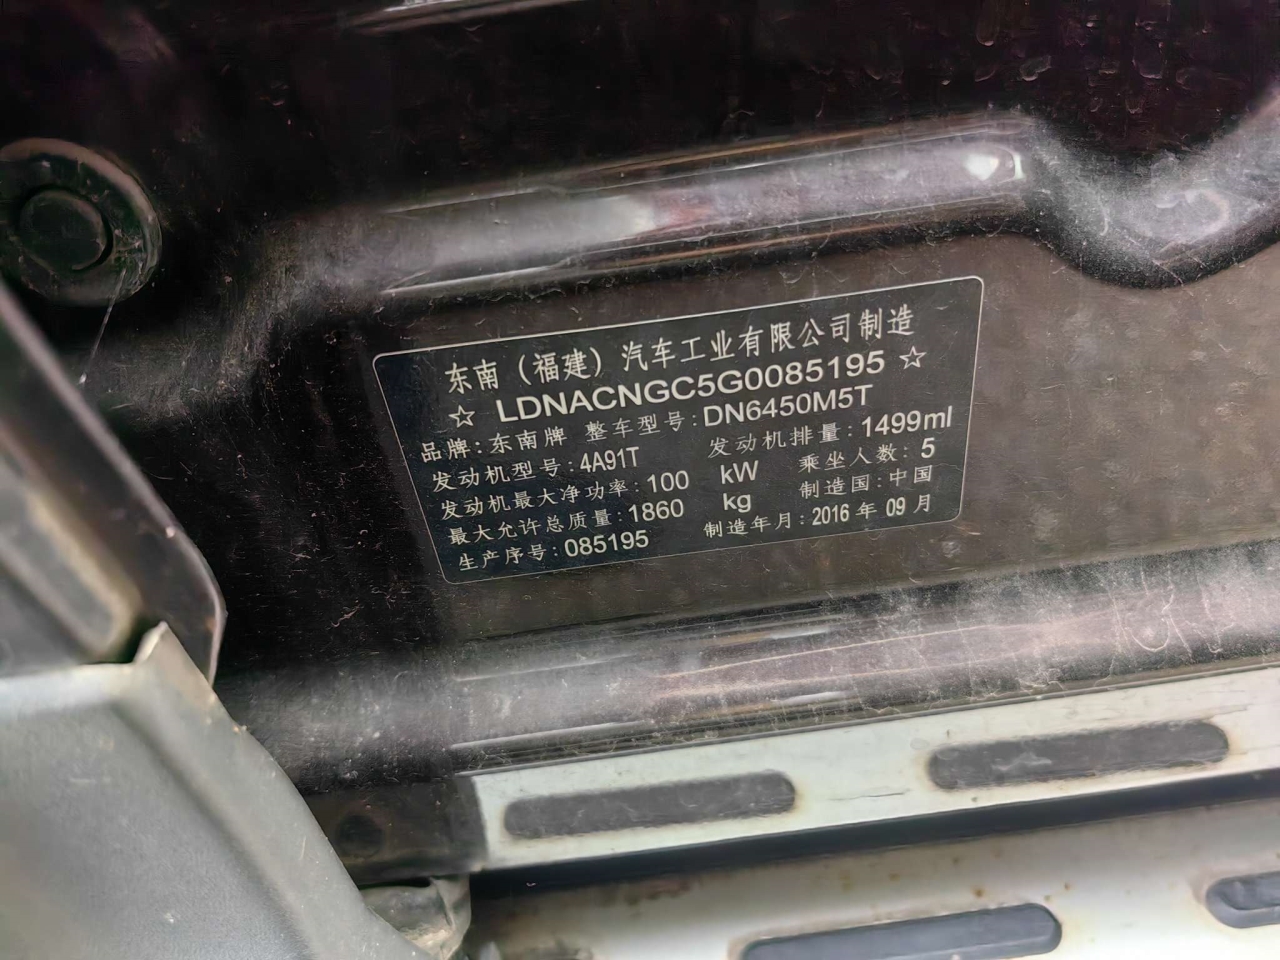 东南（福建）汽车工业有限公司制造
☆ LDNACNGC5G0085195 ☆
品牌：东南牌 整车型号：DN6450M5T
发动机型号：4A91T 发动机排量：1499ml
发动机最大净功率：100 kW 乘坐人数：5
最大允许总质量：1860 kg 制造国：中国
生产序号：085195 制造年月：2016 年 09 月